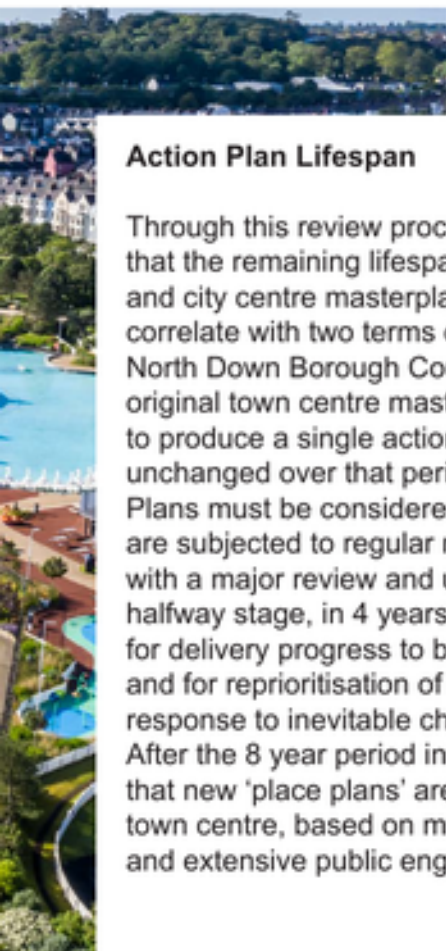 Action Plan Lifespan
Through this review proc
that the remaining lifespa
and city centre masterpla
correlate with two terms
North Down Borough Co
original town centre mast
to produce a single action
unchanged over that peri
Plans must be considere
are subjected to regular
with a major review and
halfway stage, in 4 years
for delivery progress to b
and for reprioritisation of
response to inevitable ch
After the 8 year period in
that new ‘place plans’ are
town centre, based on m
and extensive public eng